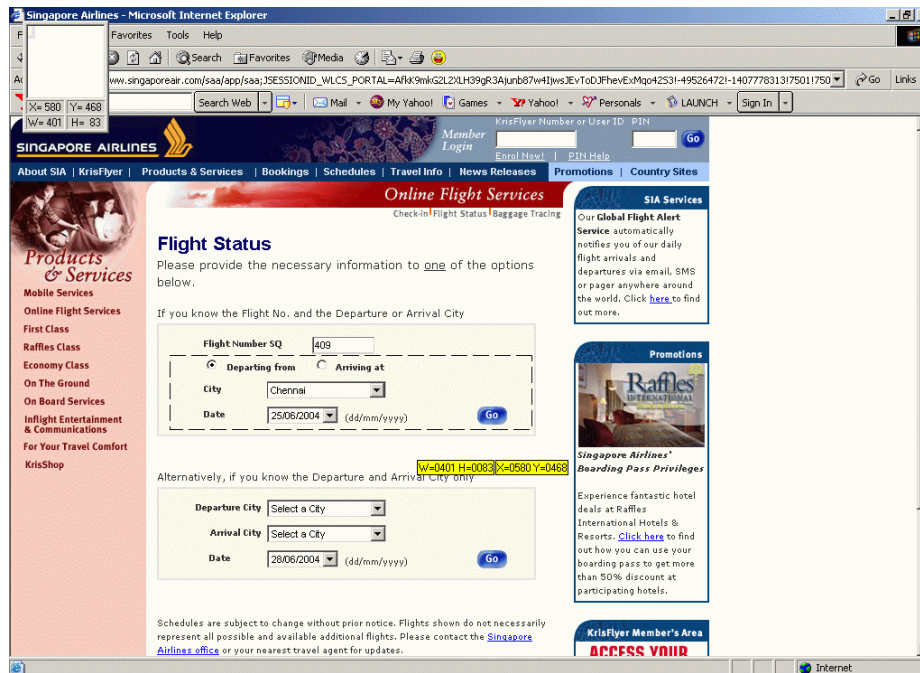 Singapore Airlines - Microsoft Internet Explorer
Favorites Tools Help
Search Favorites Media
ww.singaporeair.com/saa/app/saa;JSESSIONID_WLCS_PORTAL=AfkK9mkG2L2XLH39gR3Ajunb87w4IjwsJEvToDJFhevExMqo42S3!-49526472!-1407778313!7501!750 Go Links
X= 580 Y= 468
Search Web Mail My Yahoo! Games Yahoo! Personals LAUNCH Sign In
W= 401 H= 83
SINGAPORE AIRLINES
Member Login
KrisFlyer Number or User ID PIN
Go
Enrol Now! | PIN Help
About SIA | KrisFlyer | Products & Services | Bookings | Schedules | Travel Info | News Releases Promotions | Country Sites
Products
& Services
Mobile Services
Online Flight Services
First Class
Raffles Class
Economy Class
On The Ground
On Board Services
Inflight Entertainment
& Communications
For Your Travel Comfort
KrisShop
Online Flight Services
Check-in Flight Status Baggage Tracing
Flight Status
Please provide the necessary information to one of the options
below.
If you know the Flight No. and the Departure or Arrival City
Flight Number SQ 409
Departing from Arriving at
City Chennai
Date 25/06/2004 (dd/mm/yyyy) Go
W=0401 H=0083 X=0580 Y=0468
Alternatively, if you know the Departure and Arrival City only
Departure City Select a City
Arrival City Select a City
Date 28/06/2004 (dd/mm/yyyy) Go
Schedules are subject to change without prior notice. Flights shown do not necessarily
represent all possible and available additional flights. Please contact the Singapore
Airlines office or your nearest travel agent for updates.
SIA Services
Our Global Flight Alert
Service automatically
notifies you of our daily
flight arrivals and
departures via email, SMS
or pager anywhere around
the world. Click here to find
out more.
Promotions
Raffles
INTERNATIONAL
Singapore Airlines'
Boarding Pass Privileges
Experience fantastic hotel
deals at Raffles
International Hotels &
Resorts. Click here to find
out how you can use your
boarding pass to get more
than 50% discount at
participating hotels.
KrisFlyer Member's Area
ACCESS YOUR
Internet